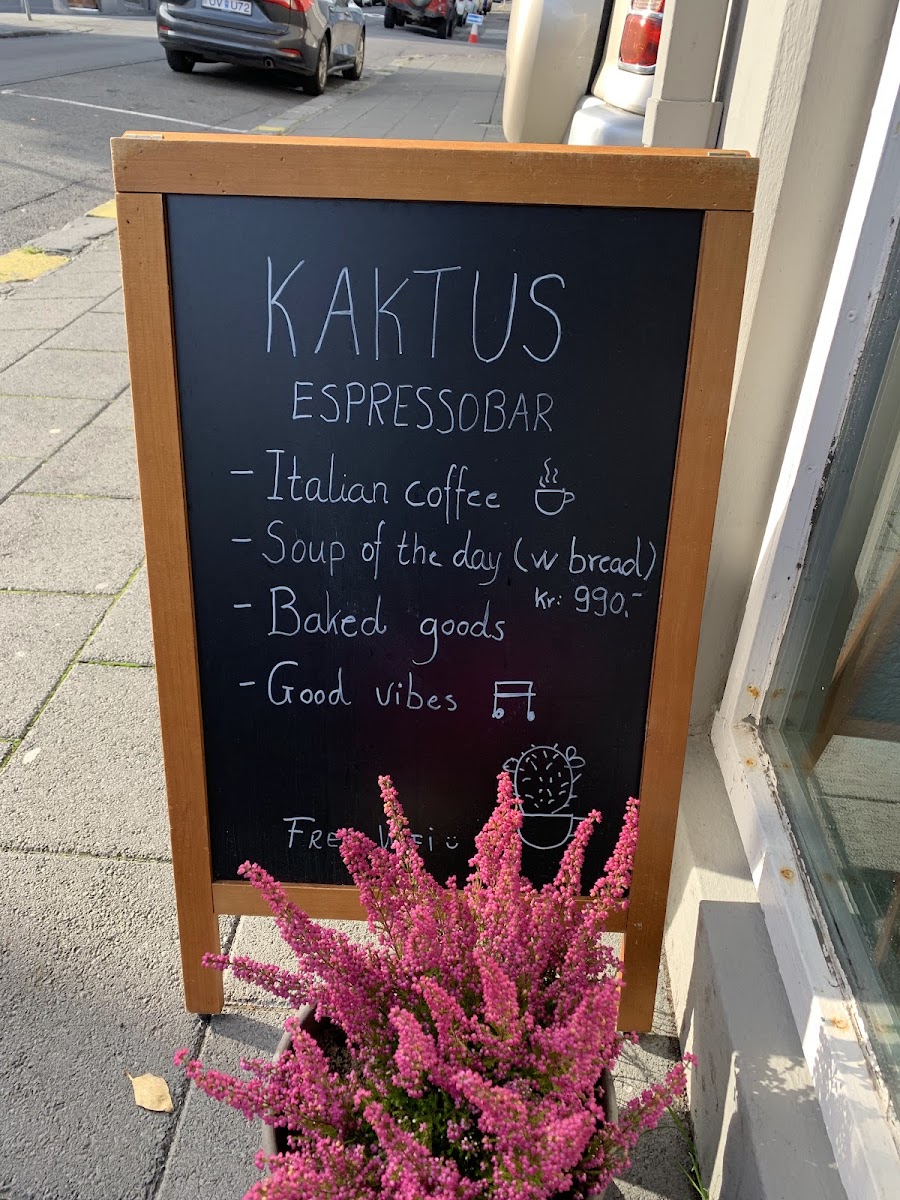 KAKTUS
ESPRESSOBAR
- Italian coffee
- Soup of the day (w bread)
Kr: 990,-
- Baked goods
- Good vibes